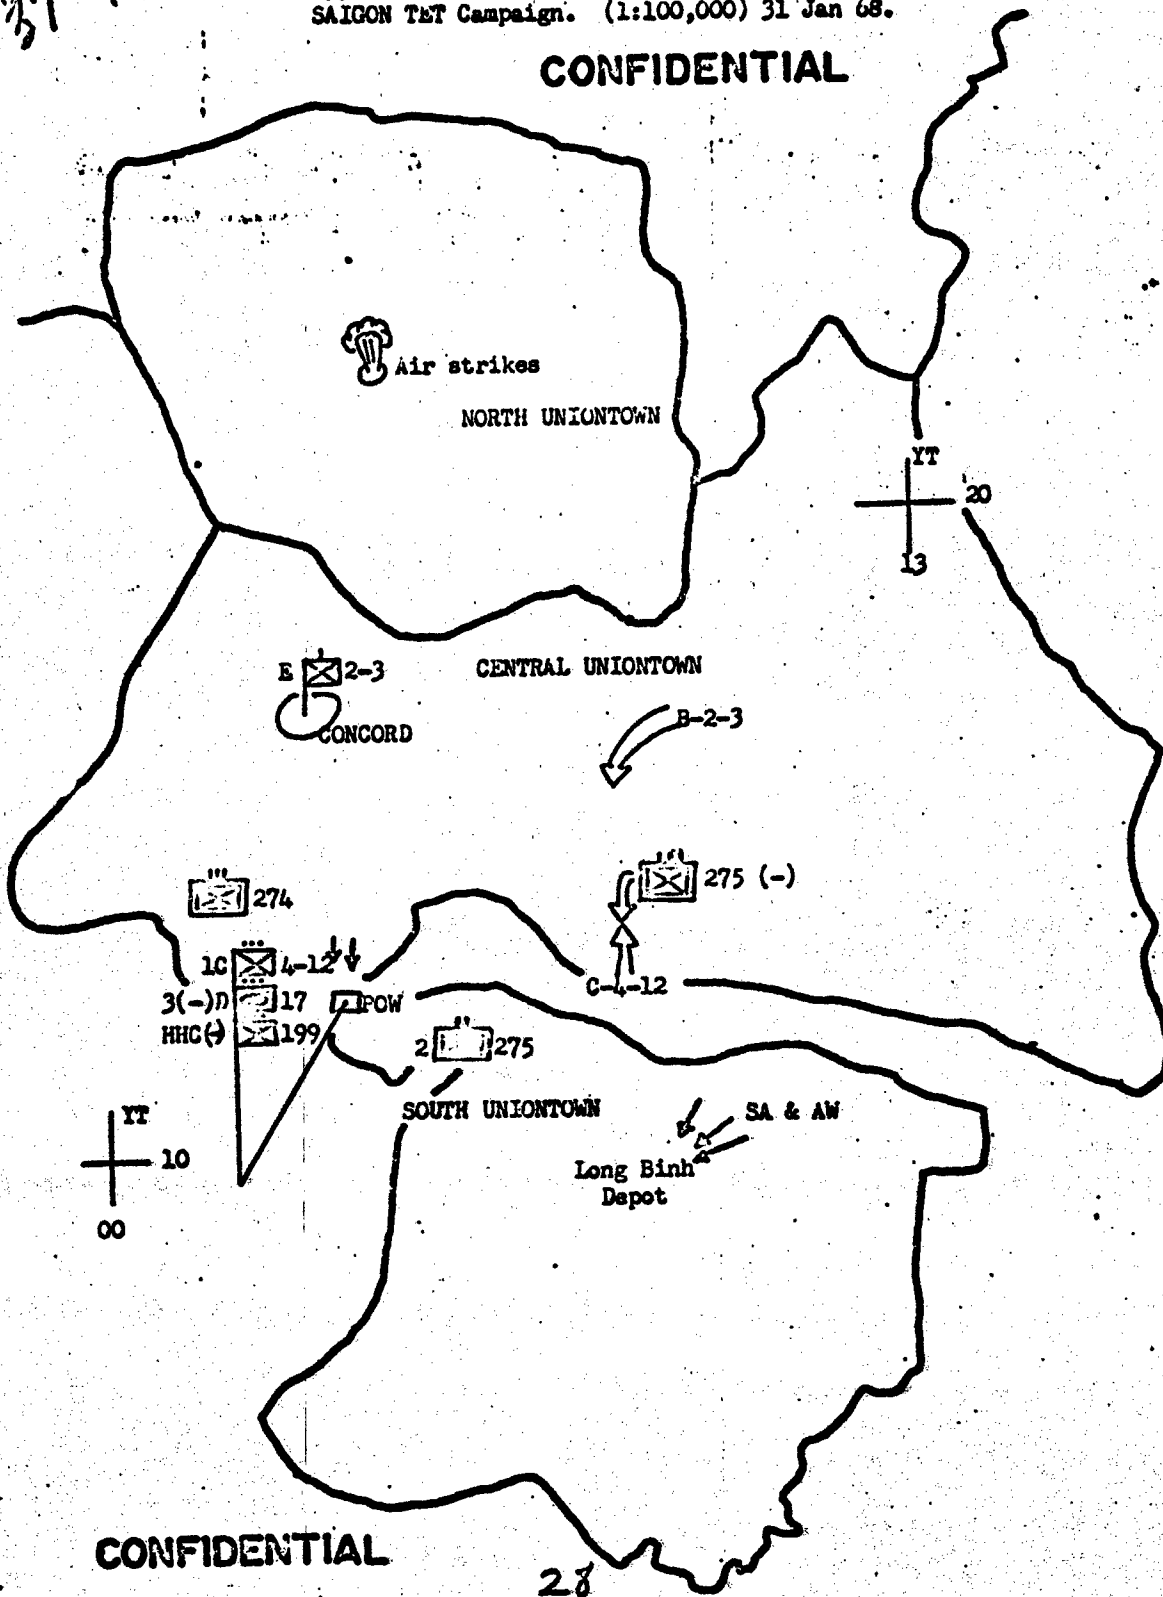 SAIGON TET Campaign. (1:100,000) 31 Jan 68.
CONFIDENTIAL
Air strikes
NORTH UNIONTOWN
YT
20
13
E 2-3
CENTRAL UNIONTOWN
CONCORD
B-2-3
274
275 (-)
1C 4-12
C-4-12
3(-)D 17 POW
HHC(-) 199
2 275
SOUTH UNIONTOWN
SA & AW
YT
10
00
Long Binh
Depot
CONFIDENTIAL
28